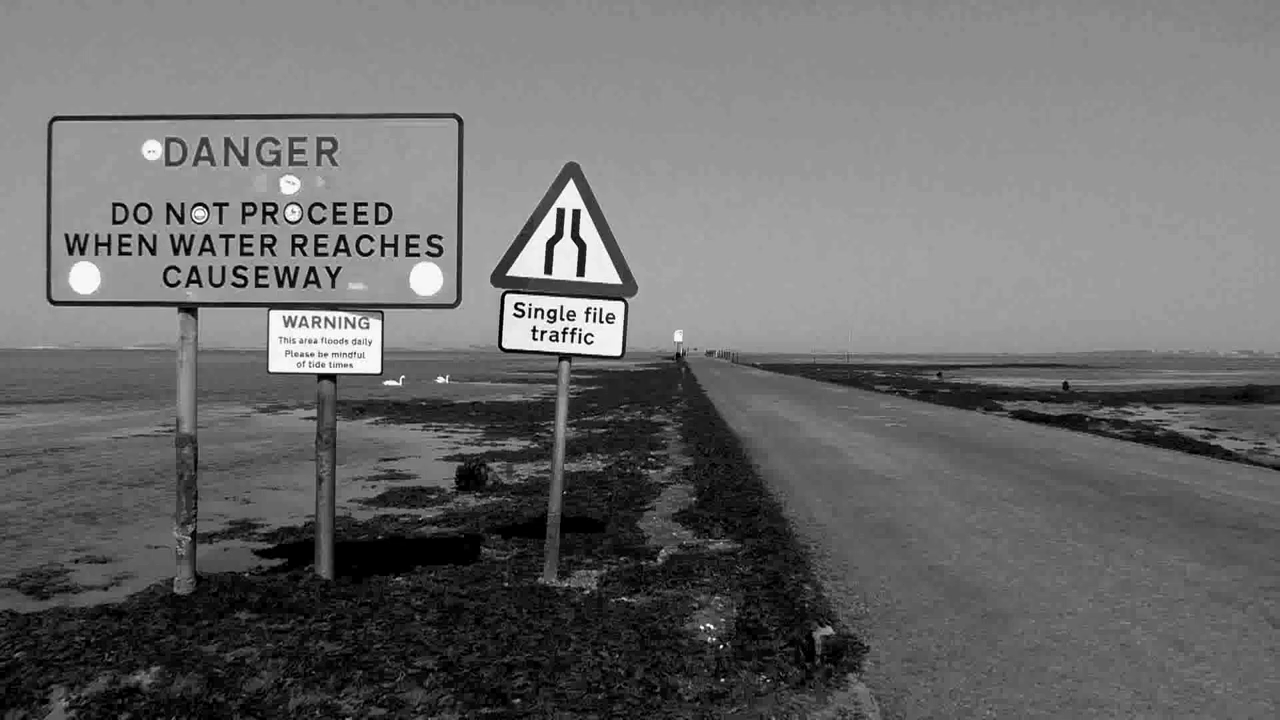 DANGER
DO NOT PROCEED
WHEN WATER REACHES
CAUSEWAY
WARNING
This area floods daily
Please be mindful
of tide times
Single file
traffic